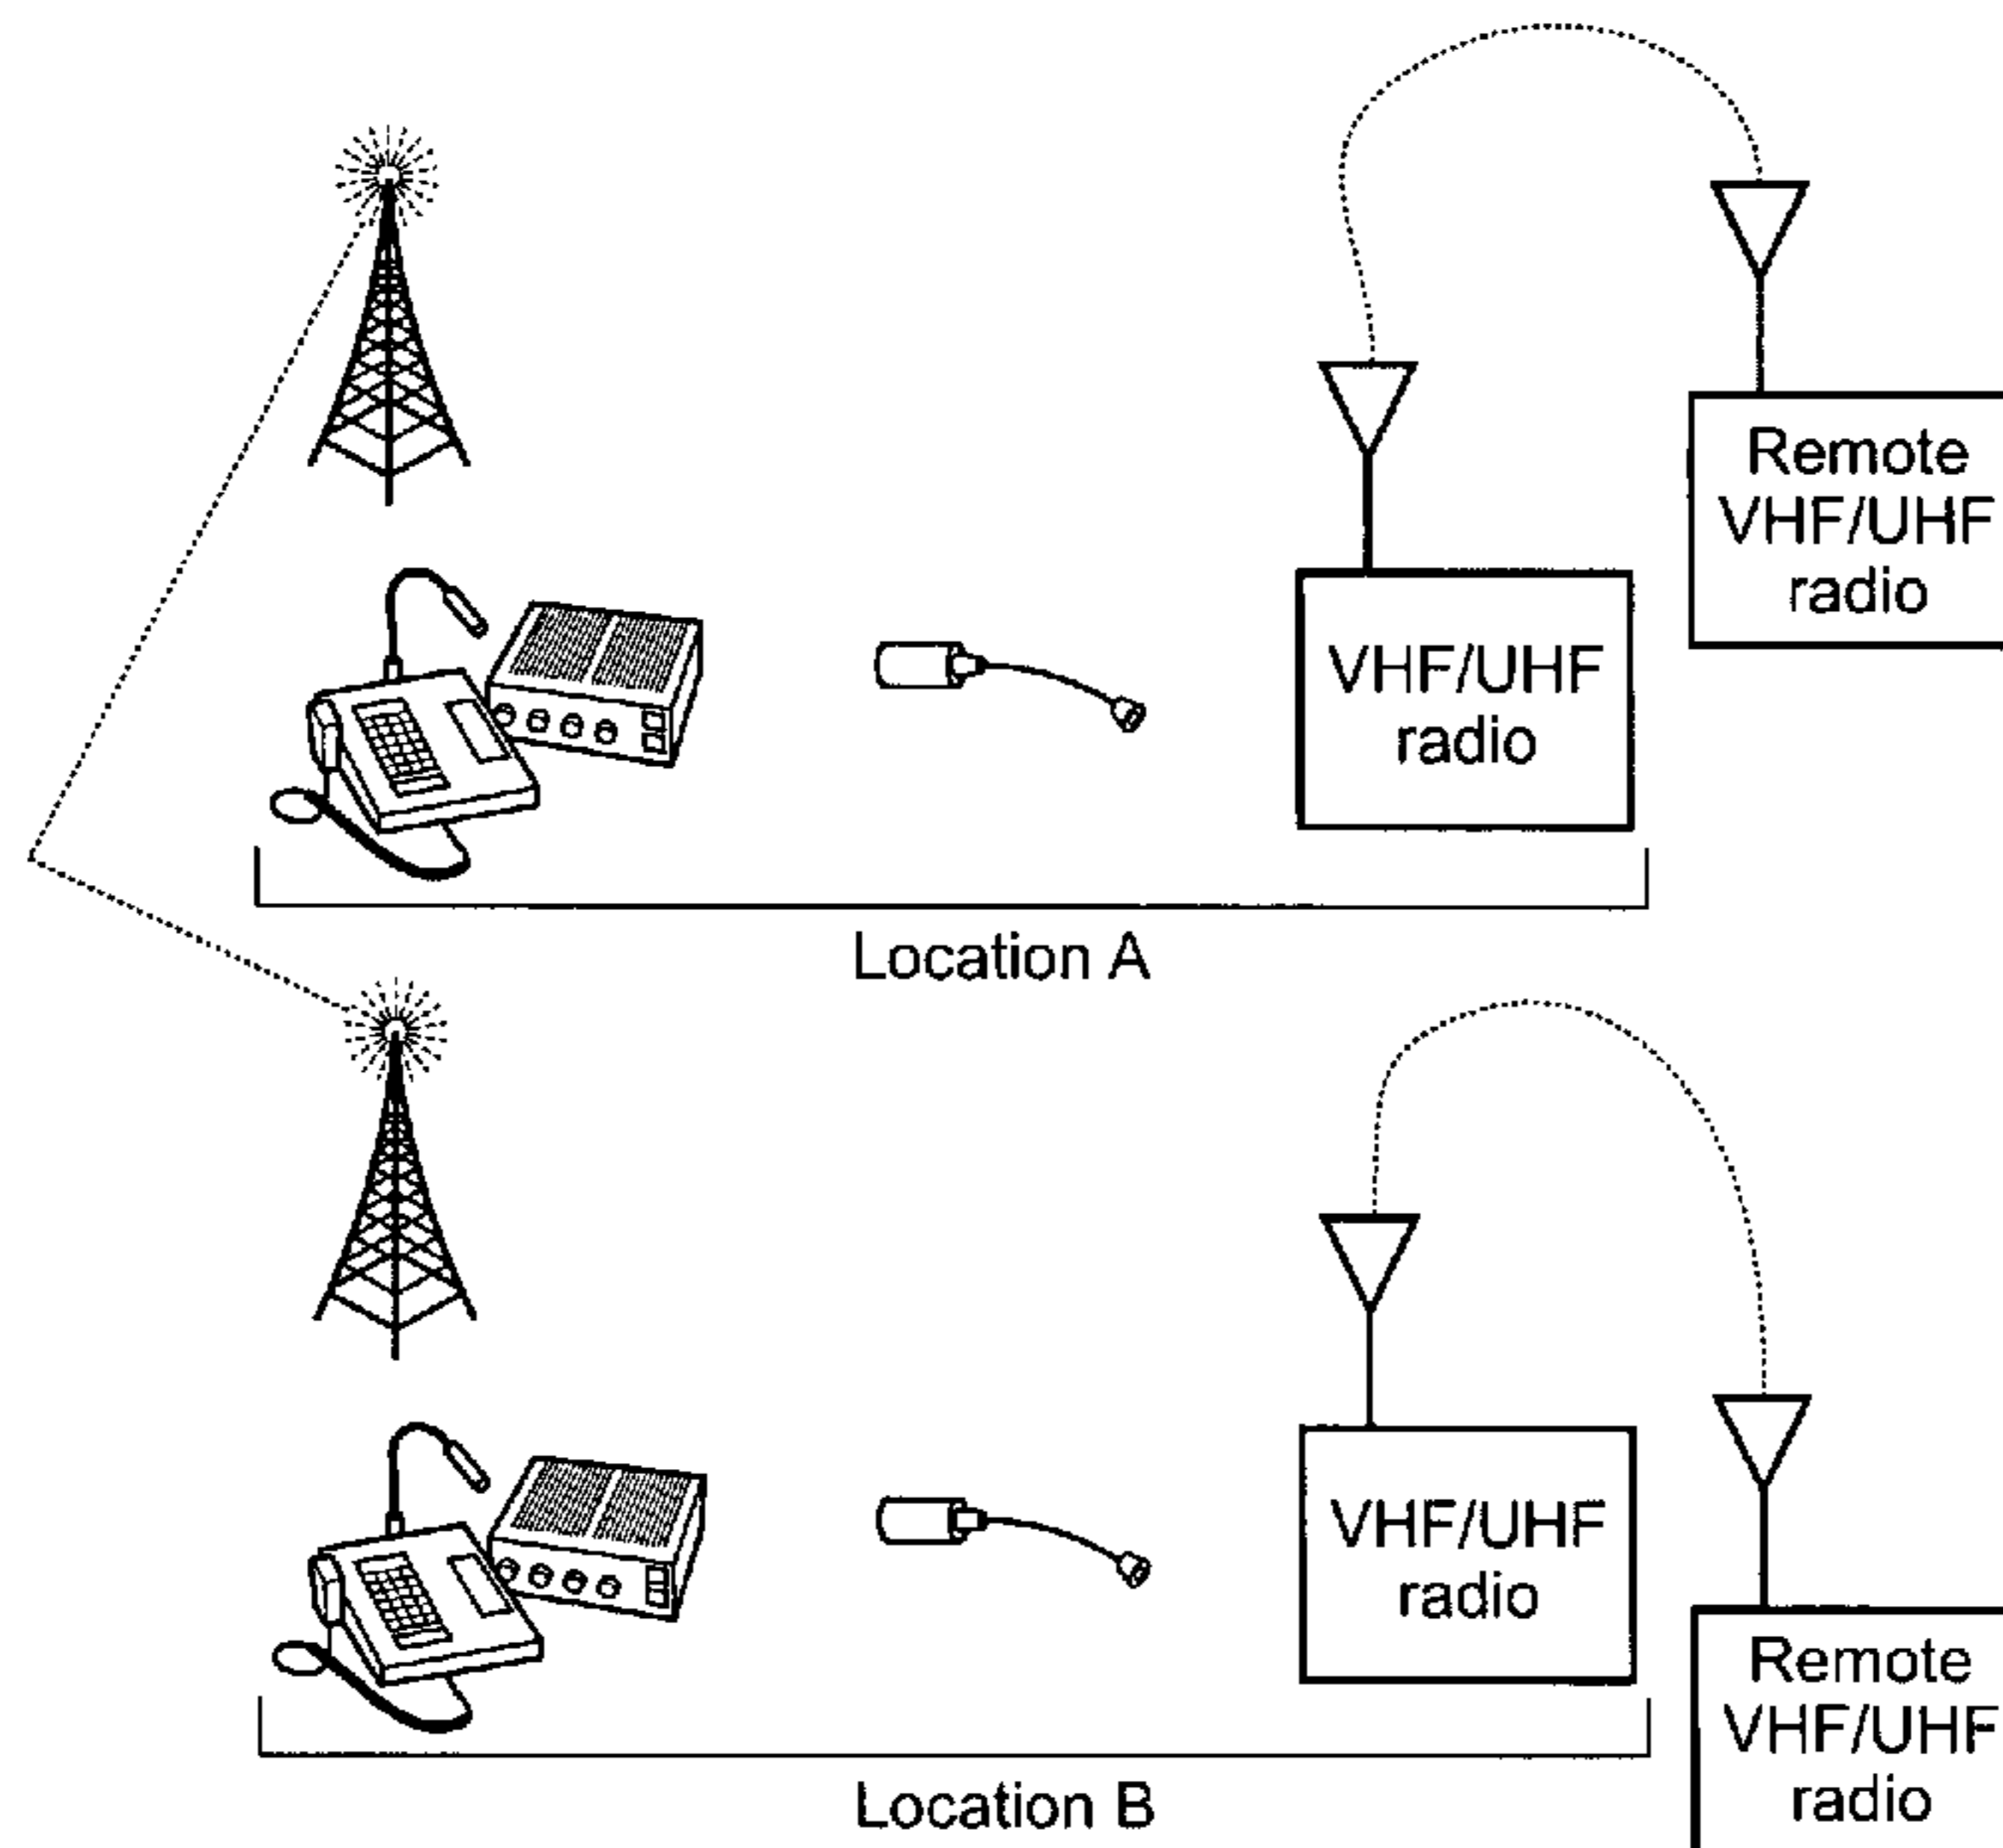 Remote
VHF/UHF
radio
VHF/UHF
radio
Location A
VHF/UHF
radio
Remote
VHF/UHF
radio
Location B